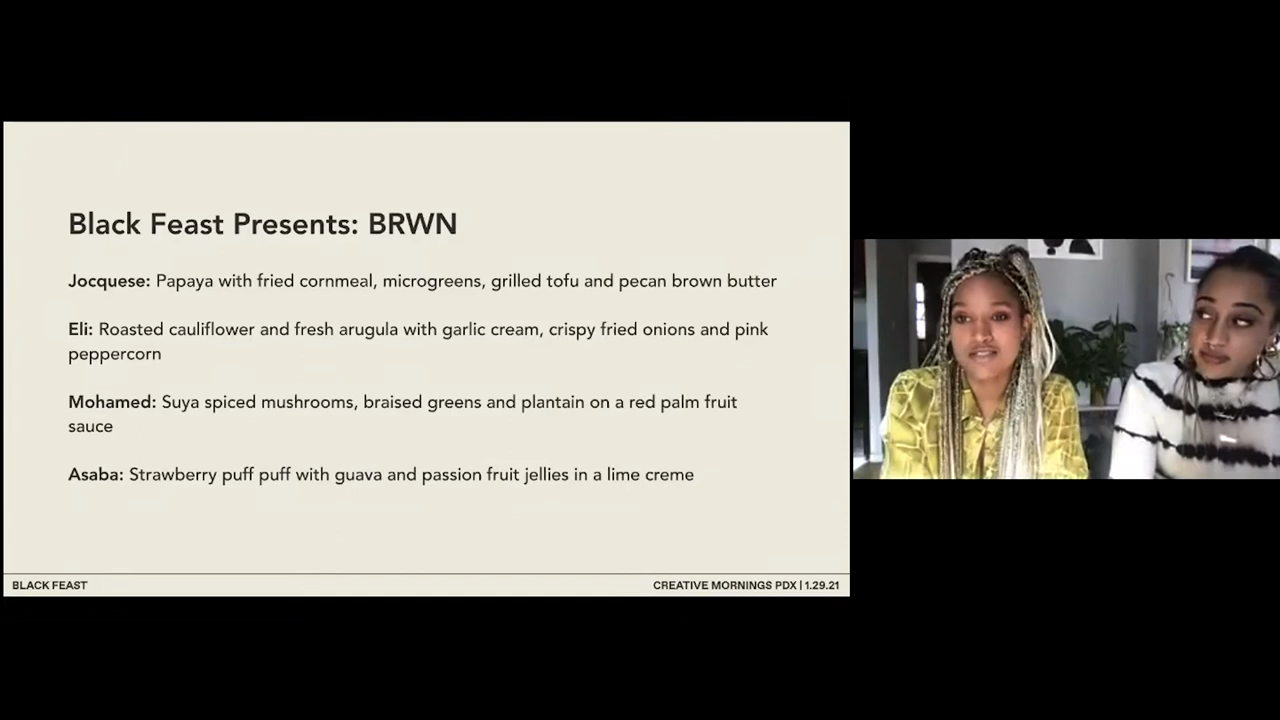 Black Feast Presents: BRWN
Jocquese: Papaya with fried cornmeal, microgreens, grilled tofu and pecan brown butter
Eli: Roasted cauliflower and fresh arugula with garlic cream, crispy fried onions and pink
peppercorn
Mohamed: Suya spiced mushrooms, braised greens and plantain on a red palm fruit
sauce
Asaba: Strawberry puff puff with guava and passion fruit jellies in a lime creme
BLACK FEAST
CREATIVE MORNINGS PDX | 1.29.21